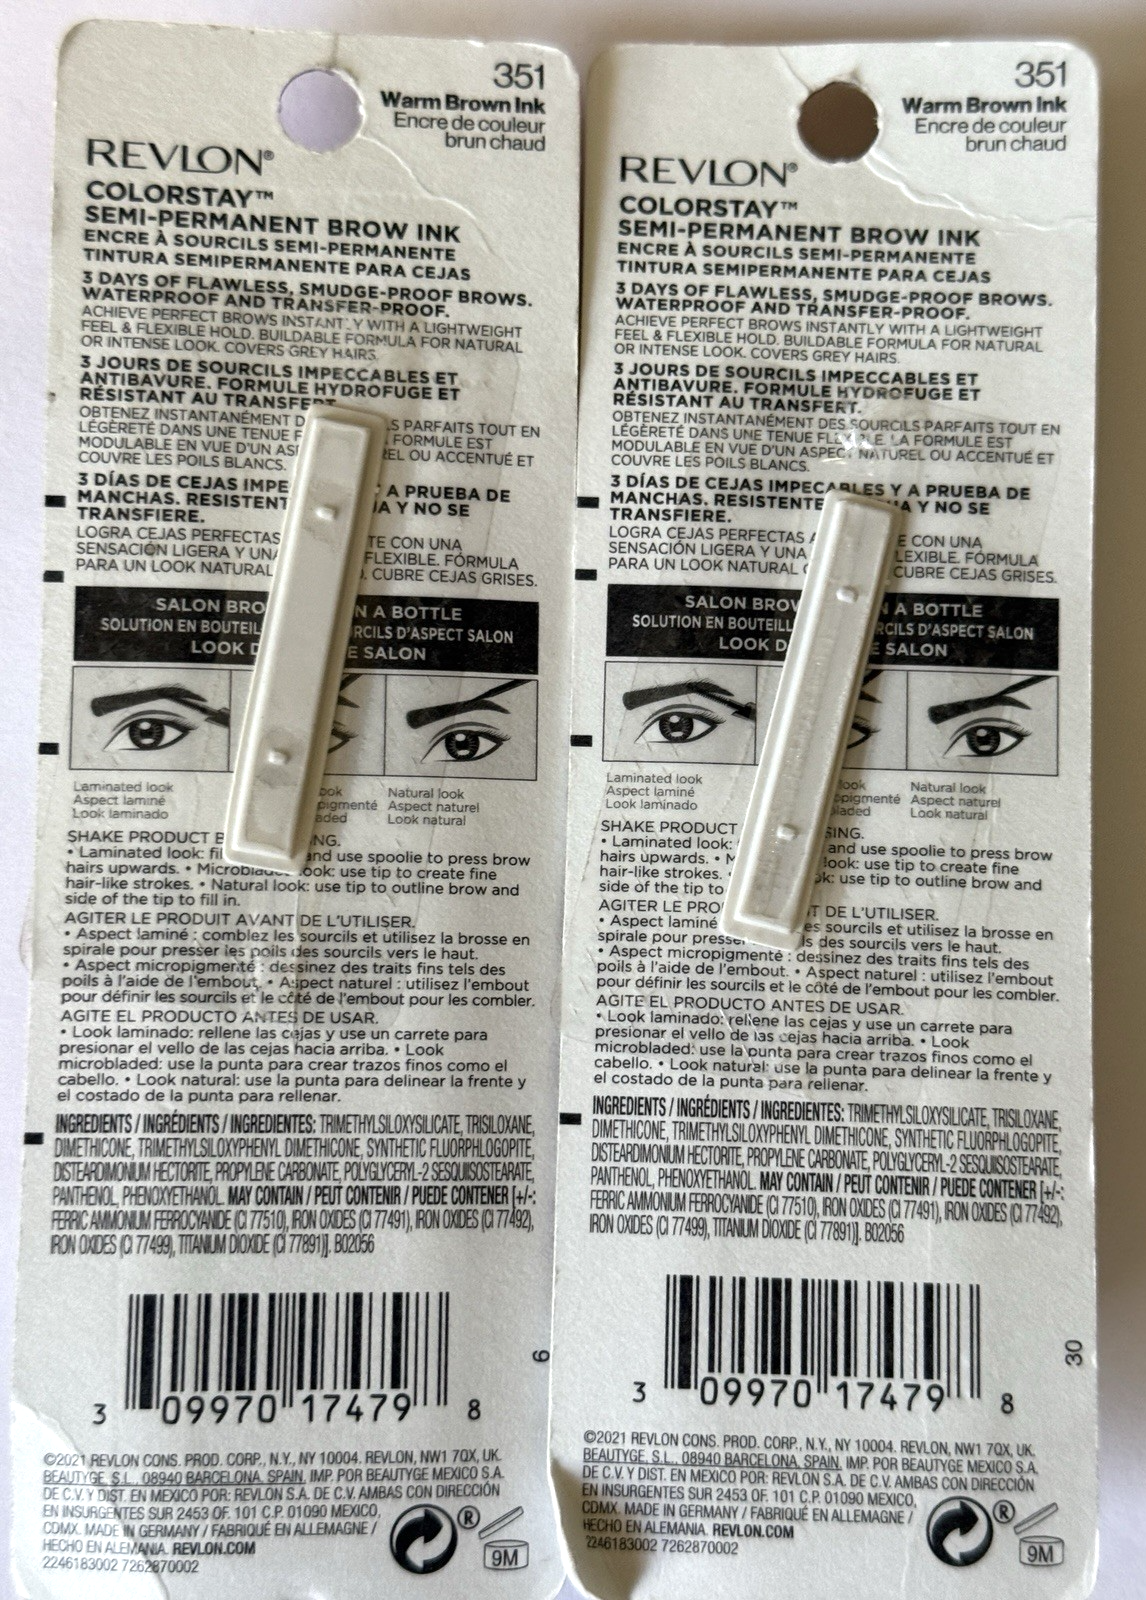 351
Warm Brown Ink
Encre de couleur
brun chaud
REVLON®
COLORSTAY™
SEMI-PERMANENT BROW INK
ENCRE À SOURCILS SEMI-PERMANENTE
TINTURA SEMIPERMANENTE PARA CEJAS
3 DAYS OF FLAWLESS, SMUDGE-PROOF BROWS.
WATERPROOF AND TRANSFER-PROOF.
ACHIEVE PERFECT BROWS INSTANTLY WITH A LIGHTWEIGHT
FEEL & FLEXIBLE HOLD. BUILDABLE FORMULA FOR NATURAL
OR INTENSE LOOK. COVERS GREY HAIRS.
3 JOURS DE SOURCILS IMPECCABLES ET
ANTIBAVURE. FORMULE HYDROFUGE ET
RÉSISTANT AU TRANSFERT.
OBTENEZ INSTANTANÉMENT PARFAITS TOUT EN
LÉGÈRETÉ DANS UNE TENUE FORMULE EST
MODULABLE EN VUE D'UN OU ACCENTUÉ ET
COUVRE LES POILS BLANCS.
3 DÍAS DE CEJAS A PRUEBA DE
MANCHAS. RESISTENT Y NO SE
TRANSFIERE.
LOGRA CEJAS PERFECTAS CON UNA
SENSACIÓN LIGERA Y UNA FLEXIBLE. FÓRMULA
PARA UN LOOK NATURAL CUBRE CEJAS GRISES.
SALON IN A BOTTLE
SOLUTION EN D'ASPECT SALON
LOOK SALON
Laminated look
Aspect laminé
Look laminado
Natural look
Aspect naturel
Look natural
SHAKE PRODUCT
• Laminated look: and use spoolie to press brow
hairs upwards. • look: use tip to create fine
hair-like strokes. • Natural look: use tip to outline brow and
side of the tip to fill in.
AGITER LE PRODUIT AVANT DE L'UTILISER.
• Aspect laminé : comblez les sourcils et utilisez la brosse en
spirale pour presser les poils des sourcils vers le haut.
• Aspect micropigmenté : dessinez des traits fins tels des
poils à l'aide de l'embout. • Aspect naturel : utilisez l'embout
pour définir les sourcils et le côté de l'embout pour les combler.
AGITE EL PRODUCTO ANTES DE USAR.
• Look laminado: rellene las cejas y use un carrete para
presionar el vello de las cejas hacia arriba. • Look
microbladed: use la punta para crear trazos finos como el
cabello. • Look natural: use la punta para delinear la frente y
el costado de la punta para rellenar.
INGREDIENTS / INGRÉDIENTS / INGREDIENTES: TRIMETHYLSILOXYSILICATE, TRISILOXANE,
DIMETHICONE, TRIMETHYLSILOXYPHENYL DIMETHICONE, SYNTHETIC FLUORPHLOGOPITE,
DISTEARDIMONIUM HECTORITE, PROPYLENE CARBONATE, POLYGLYCERYL-2 SESQUIISOSTEARATE,
PANTHENOL, PHENOXYETHANOL. MAY CONTAIN / PEUT CONTENIR / PUEDE CONTENER [+/-:
FERRIC AMMONIUM FERROCYANIDE (CI 77510), IRON OXIDES (CI 77491), IRON OXIDES (CI 77492),
IRON OXIDES (CI 77499), TITANIUM DIOXIDE (CI 77891)]. B02056
6
3 09970 17479 8
©2021 REVLON CONS. PROD. CORP., N.Y., NY 10004. REVLON, NW1 7QX, UK.
BEAUTYGE, S.L., 08940 BARCELONA, SPAIN. IMP. POR BEAUTYGE MEXICO S.A.
DE C.V. Y DIST. EN MEXICO POR: REVLON S.A. DE C.V. AMBAS CON DIRECCIÓN
EN INSURGENTES SUR 2453 OF. 101 C.P. 01090 MEXICO,
CDMX. MADE IN GERMANY / FABRIQUÉ EN ALLEMAGNE /
HECHO EN ALEMANIA. REVLON.COM
2246183002 7262870002
®
9M
351
Warm Brown Ink
Encre de couleur
brun chaud
REVLON®
COLORSTAY™
SEMI-PERMANENT BROW INK
ENCRE À SOURCILS SEMI-PERMANENTE
TINTURA SEMIPERMANENTE PARA CEJAS
3 DAYS OF FLAWLESS, SMUDGE-PROOF BROWS.
WATERPROOF AND TRANSFER-PROOF.
ACHIEVE PERFECT BROWS INSTANTLY WITH A LIGHTWEIGHT
FEEL & FLEXIBLE HOLD. BUILDABLE FORMULA FOR NATURAL
OR INTENSE LOOK. COVERS GREY HAIRS.
3 JOURS DE SOURCILS IMPECCABLES ET
ANTIBAVURE. FORMULE HYDROFUGE ET
RÉSISTANT AU TRANSFERT.
OBTENEZ INSTANTANÉMENT DES SOURCILS PARFAITS TOUT EN
LÉGÈRETÉ DANS UNE TENUE FLEXIBLE. LA FORMULE EST
MODULABLE EN VUE D'UN ASPECT NATUREL OU ACCENTUÉ ET
COUVRE LES POILS BLANCS.
3 DÍAS DE CEJAS IMPECABLES Y A PRUEBA DE
MANCHAS. RESISTENTE Y NO SE
TRANSFIERE.
LOGRA CEJAS PERFECTAS CON UNA
SENSACIÓN LIGERA Y UNA FLEXIBLE. FÓRMULA
PARA UN LOOK NATURAL CUBRE CEJAS GRISES.
SALON IN A BOTTLE
SOLUTION EN D'ASPECT SALON
LOOK SALON
Laminated look
Aspect laminé
Look laminado
Natural look
Aspect naturel
Look natural
SHAKE PRODUCT
• Laminated look: and use spoolie to press brow
hairs upwards. • look: use tip to create fine
hair-like strokes. • use tip to outline brow and
side of the tip to
AGITER LE DE L'UTILISER.
• Aspect laminé sourcils et utilisez la brosse en
spirale pour presser des sourcils vers le haut.
• Aspect micropigmenté : dessinez des traits fins tels des
poils à l'aide de l'embout. • Aspect naturel : utilisez l'embout
pour définir les sourcils et le côté de l'embout pour les combler.
AGITE EL PRODUCTO ANTES DE USAR.
• Look laminado: rellene las cejas y use un carrete para
presionar el vello de las cejas hacia arriba. • Look
microbladed: use la punta para crear trazos finos como el
cabello. • Look natural: use la punta para delinear la frente y
el costado de la punta para rellenar.
INGREDIENTS / INGRÉDIENTS / INGREDIENTES: TRIMETHYLSILOXYSILICATE, TRISILOXANE,
DIMETHICONE, TRIMETHYLSILOXYPHENYL DIMETHICONE, SYNTHETIC FLUORPHLOGOPITE,
DISTEARDIMONIUM HECTORITE, PROPYLENE CARBONATE, POLYGLYCERYL-2 SESQUIISOSTEARATE,
PANTHENOL, PHENOXYETHANOL. MAY CONTAIN / PEUT CONTENIR / PUEDE CONTENER [+/-:
FERRIC AMMONIUM FERROCYANIDE (CI 77510), IRON OXIDES (CI 77491), IRON OXIDES (CI 77492),
IRON OXIDES (CI 77499), TITANIUM DIOXIDE (CI 77891)]. B02056
30
3 09970 17479 8
©2021 REVLON CONS. PROD. CORP., N.Y., NY 10004. REVLON, NW1 7QX, UK.
BEAUTYGE, S.L., 08940 BARCELONA, SPAIN. IMP. POR BEAUTYGE MEXICO S.A.
DE C.V. Y DIST. EN MEXICO POR: REVLON S.A. DE C.V. AMBAS CON DIRECCIÓN
EN INSURGENTES SUR 2453 OF. 101 C.P. 01090 MEXICO,
CDMX. MADE IN GERMANY / FABRIQUÉ EN ALLEMAGNE /
HECHO EN ALEMANIA. REVLON.COM
2246183002 7262870002
®
9M